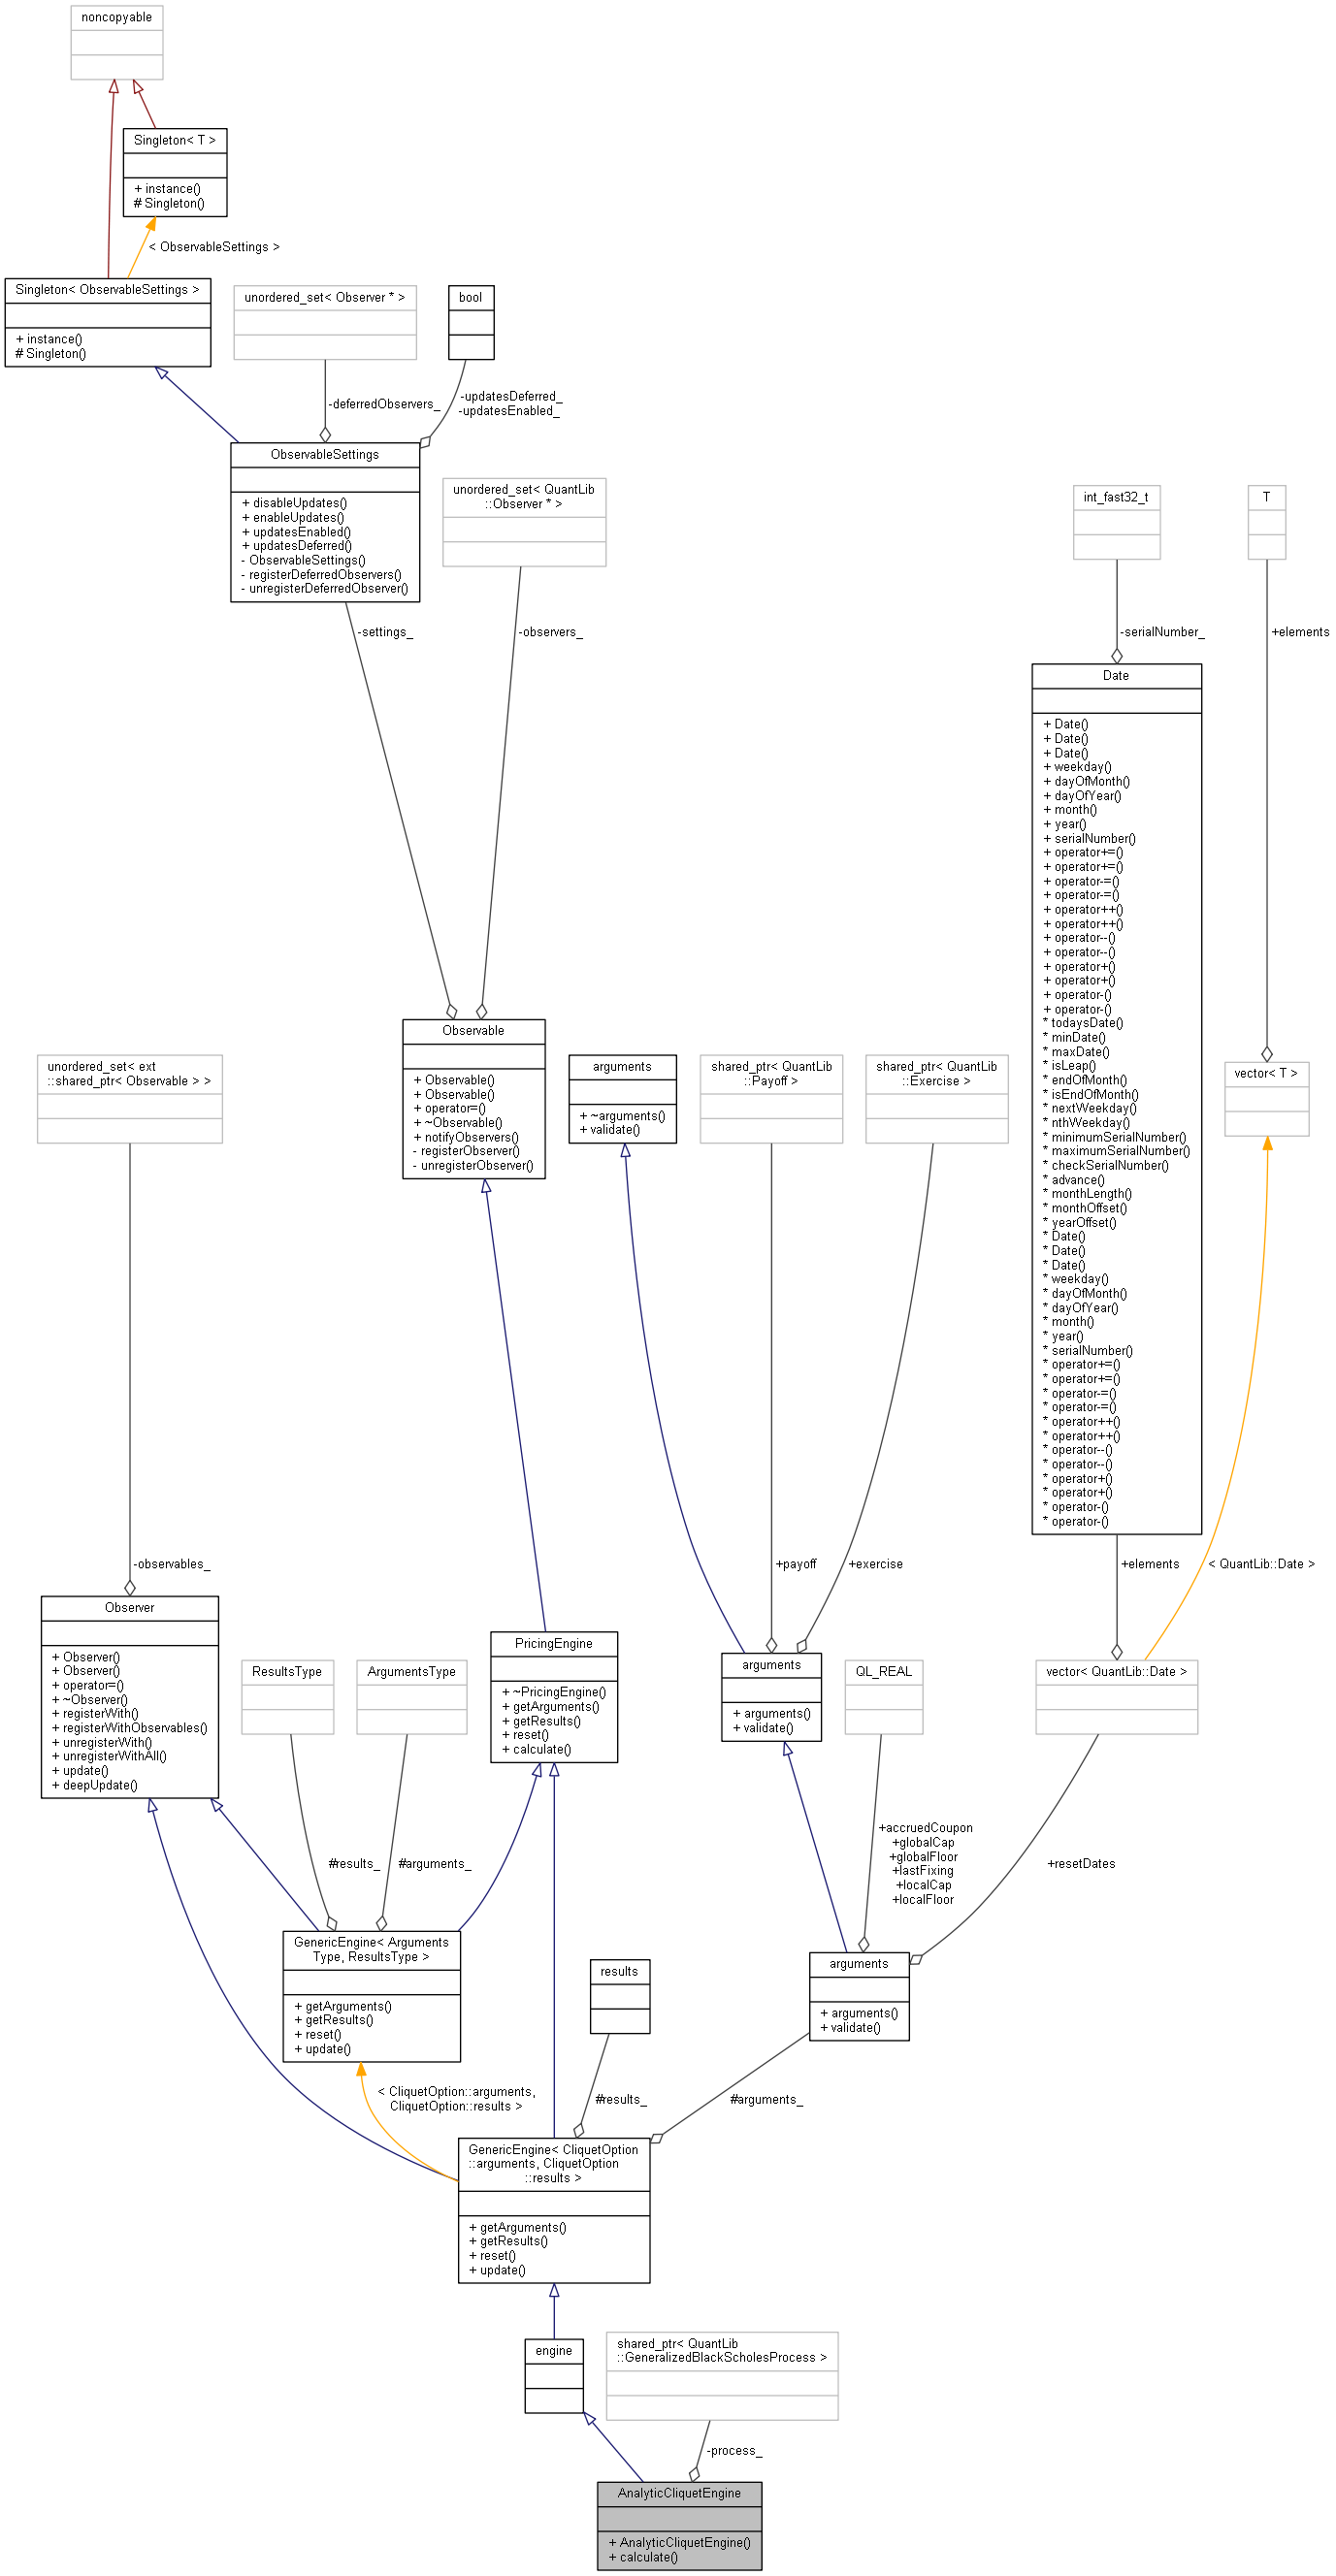 noncopyable
Singleton< T >
+ instance()
# Singleton()
< ObservableSettings >
Singleton< ObservableSettings >
+ instance()
# Singleton()
unordered_set< Observer * >
bool
-deferredObservers_
-updatesDeferred_
-updatesEnabled_
ObservableSettings
+ disableUpdates()
+ enableUpdates()
+ updatesEnabled()
+ updatesDeferred()
- ObservableSettings()
- registerDeferredObservers()
- unregisterDeferredObserver()
unordered_set< QuantLib
::Observer * >
int_fast32_t
T
-settings_
-observers_
-serialNumber_
+elements
Date
+ Date()
+ Date()
+ Date()
+ weekday()
+ dayOfMonth()
+ dayOfYear()
+ month()
+ year()
+ serialNumber()
+ operator+=()
+ operator+=()
+ operator-=()
+ operator-=()
+ operator++()
+ operator++()
+ operator--()
+ operator--()
+ operator+()
+ operator+()
+ operator-()
+ operator-()
* todaysDate()
* minDate()
* maxDate()
* isLeap()
* endOfMonth()
* isEndOfMonth()
* nextWeekday()
* nthWeekday()
* minimumSerialNumber()
* maximumSerialNumber()
* checkSerialNumber()
* advance()
* monthLength()
* monthOffset()
* yearOffset()
* Date()
* Date()
* Date()
* weekday()
* dayOfMonth()
* dayOfYear()
* month()
* year()
* serialNumber()
* operator+=()
* operator+=()
* operator-=()
* operator-=()
* operator++()
* operator++()
* operator--()
* operator--()
* operator+()
* operator+()
* operator-()
* operator-()
Observable
+ Observable()
+ Observable()
+ operator=()
+ ~Observable()
+ notifyObservers()
- registerObserver()
- unregisterObserver()
unordered_set< ext
::shared_ptr< Observable > >
arguments
+ ~arguments()
+ validate()
shared_ptr< QuantLib
::Payoff >
shared_ptr< QuantLib
::Exercise >
vector< T >
-observables_
+payoff
+exercise
+elements
< QuantLib::Date >
Observer
+ Observer()
+ Observer()
+ operator=()
+ ~Observer()
+ registerWith()
+ registerWithObservables()
+ unregisterWith()
+ unregisterWithAll()
+ update()
+ deepUpdate()
ResultsType
ArgumentsType
PricingEngine
+ ~PricingEngine()
+ getArguments()
+ getResults()
+ reset()
+ calculate()
arguments
+ arguments()
+ validate()
QL_REAL
vector< QuantLib::Date >
#results_
#arguments_
+accruedCoupon
+globalCap
+globalFloor
+lastFixing
+localCap
+localFloor
+resetDates
GenericEngine< Arguments
Type, ResultsType >
+ getArguments()
+ getResults()
+ reset()
+ update()
results
arguments
+ arguments()
+ validate()
< CliquetOption::arguments,
CliquetOption::results >
#results_
#arguments_
GenericEngine< CliquetOption
::arguments, CliquetOption
::results >
+ getArguments()
+ getResults()
+ reset()
+ update()
engine
shared_ptr< QuantLib
::GeneralizedBlackScholesProcess >
-process_
AnalyticCliquetEngine
+ AnalyticCliquetEngine()
+ calculate()